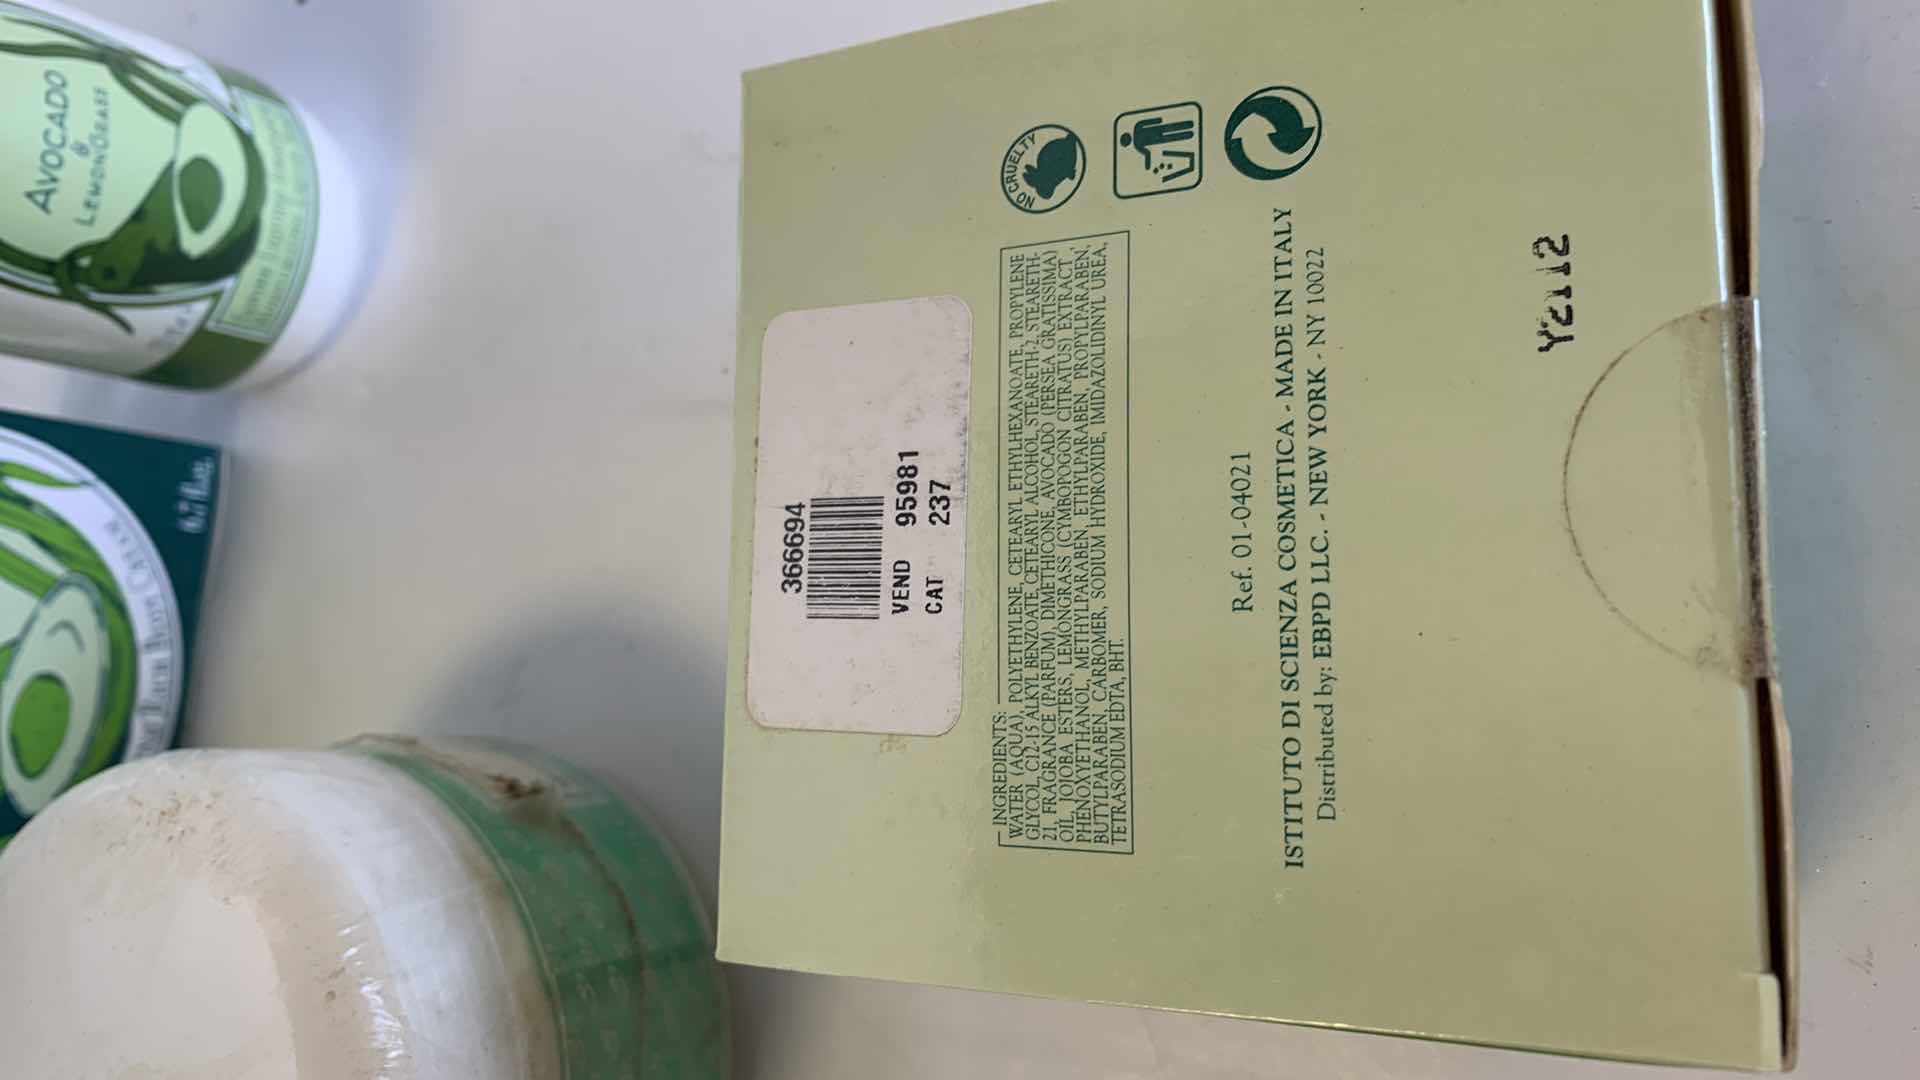 AVOCADO
&
LEMONGRASS
366694
VEND 95981
CAT 237
INGREDIENTS:
WATER (AQUA), POLYETHYLENE, CETEARYL ETHYLHEXANOATE, PROPYLENE
GLYCOL, C12-15 ALKYL BENZOATE, CETEARYL ALCOHOL, STEARETH-2, STEARETH-
21, FRAGRANCE (PARFUM), DIMETHICONE, AVOCADO (PERSEA GRATISSIMA)
OIL, JOJOBA ESTERS, LEMONGRASS (CYMBOPOGON CITRATUS) EXTRACT,
PHENOXYETHANOL, METHYLPARABEN, ETHYLPARABEN, PROPYLPARABEN,
BUTYLPARABEN, CARBOMER, SODIUM HYDROXIDE, IMIDAZOLIDINYL UREA,
TETRASODIUM EDTA, BHT.
NO CRUELTY
Ref. 01-04021
ISTITUTO DI SCIENZA COSMETICA - MADE IN ITALY
Distributed by: EBPD LLC. - NEW YORK - NY 10022
Y2112